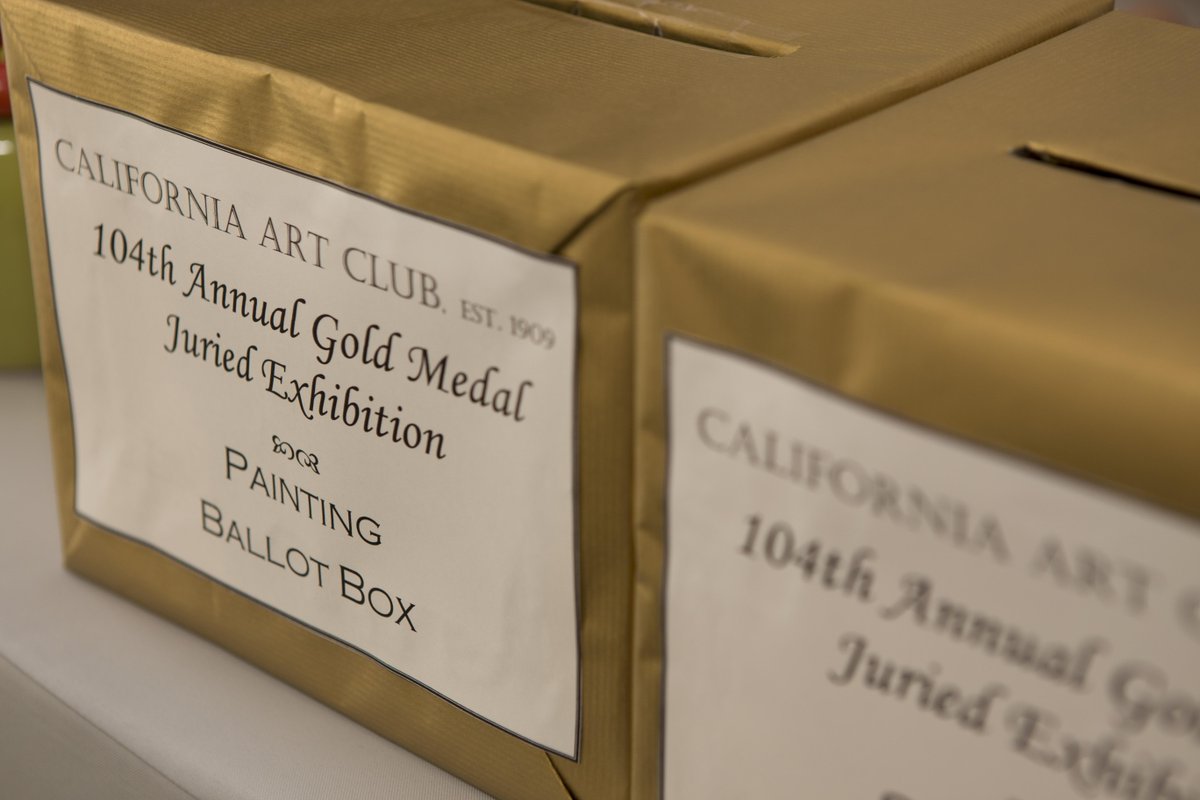 CALIFORNIA ART CLUB. EST. 1909
104th Annual Gold Medal
Juried Exhibition
PAINTING
BALLOT BOX
CALIFORNIA ART
104th Annual
Juried